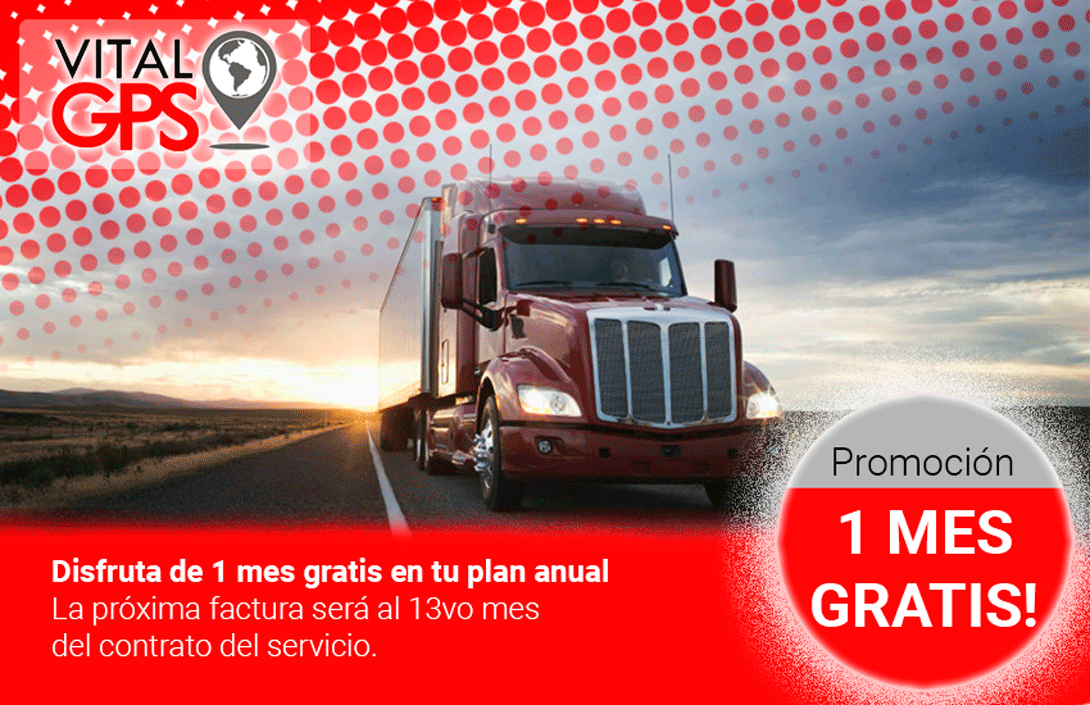 VITAL
GPS
Promoción
1 MES
GRATIS!
Disfruta de 1 mes gratis en tu plan anual
La próxima factura será al 13vo mes
del contrato del servicio.